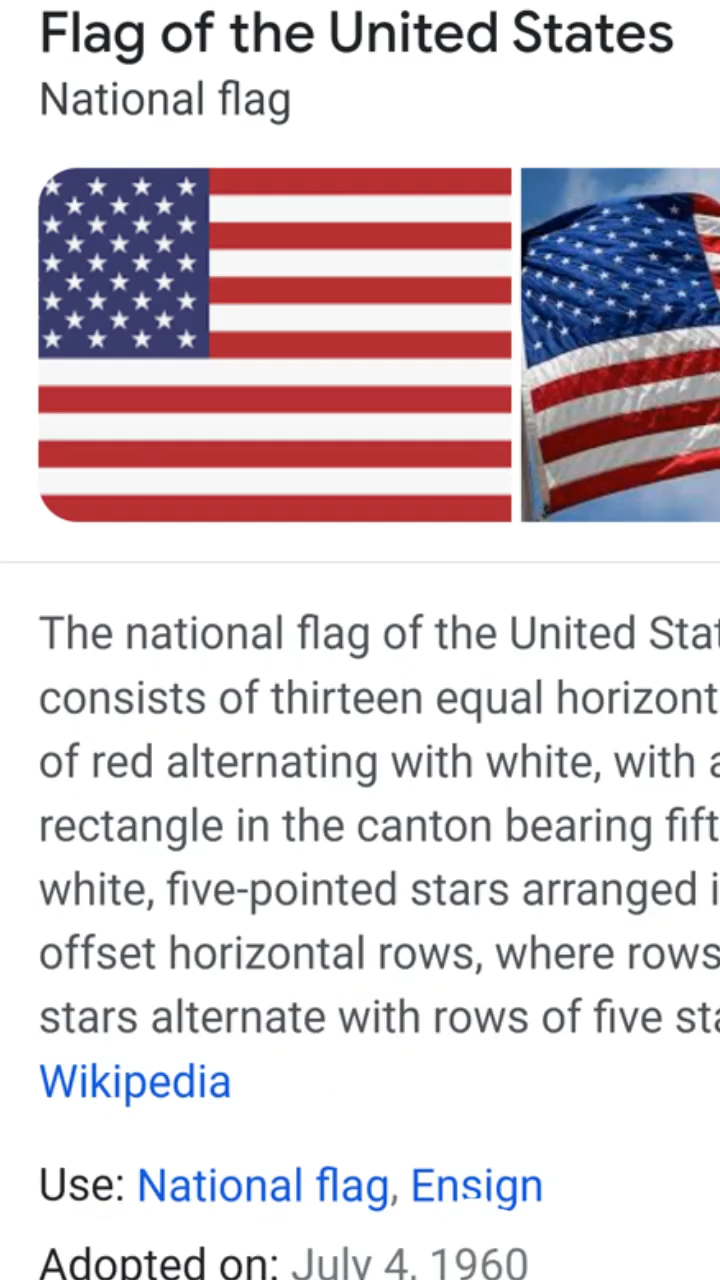 Flag of the United States
National flag
The national flag of the United Stat
consists of thirteen equal horizont
of red alternating with white, with a
rectangle in the canton bearing fift
white, five-pointed stars arranged i
offset horizontal rows, where rows
stars alternate with rows of five sta
Wikipedia
Use: National flag, Ensign
Adopted on: July 4, 1960